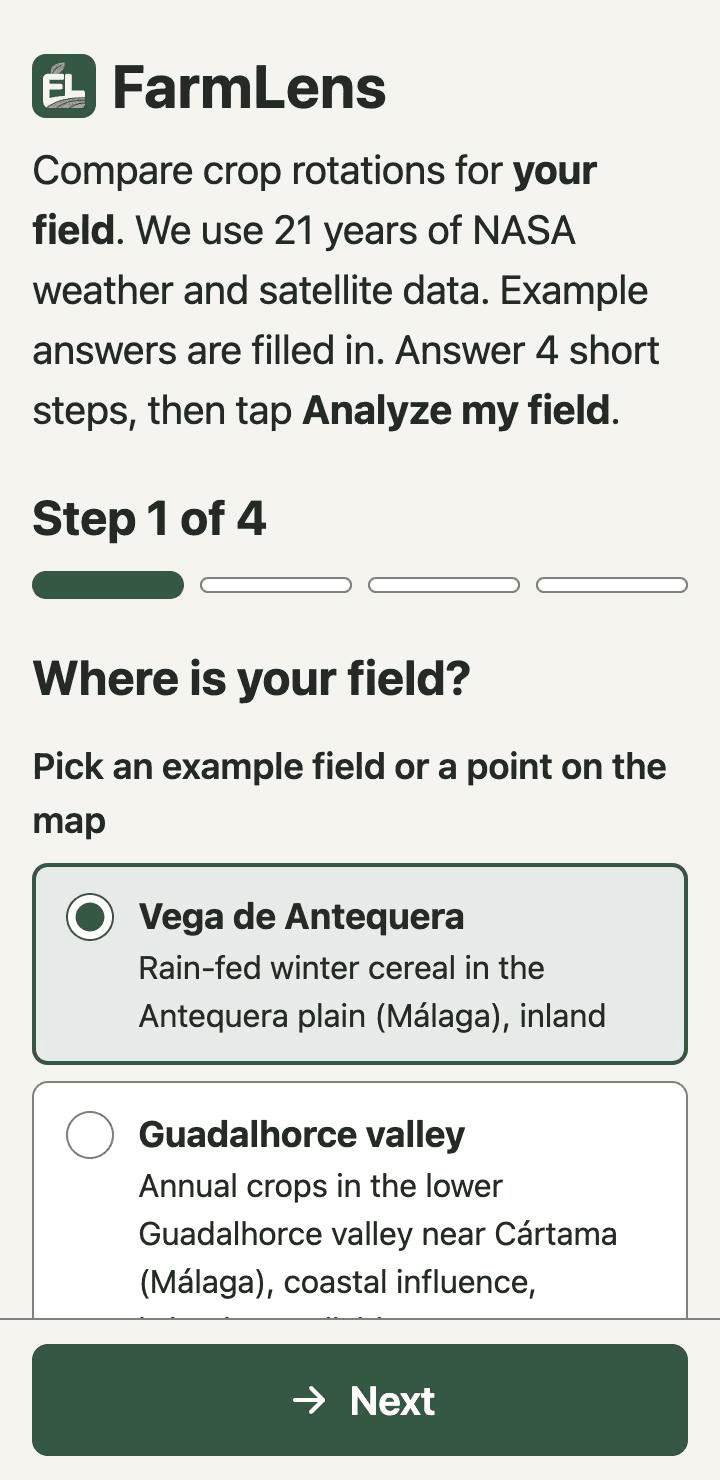 FL
FarmLens
Compare crop rotations for your
field. We use 21 years of NASA
weather and satellite data. Example
answers are filled in. Answer 4 short
steps, then tap Analyze my field.
Step 1 of 4
Where is your field?
Pick an example field or a point on the
map
Vega de Antequera
Rain-fed winter cereal in the
Antequera plain (Málaga), inland
Guadalhorce valley
Annual crops in the lower
Guadalhorce valley near Cártama
(Málaga), coastal influence,
→ Next